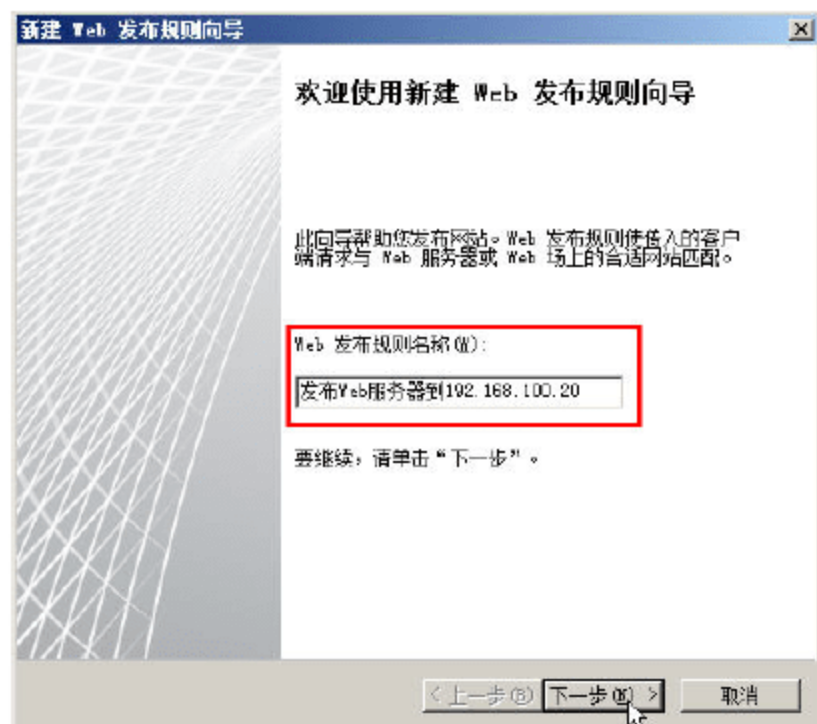 新建 Web 发布规则向导
欢迎使用新建 Web 发布规则向导
此向导帮助您发布网站。Web 发布规则使传入的客户
端请求与 Web 服务器或 Web 场上的合适网站匹配。
Web 发布规则名称(W):
发布Web服务器到192.168.100.20
要继续，请单击“下一步”。
<上一步(B) 下一步(N) > 取消